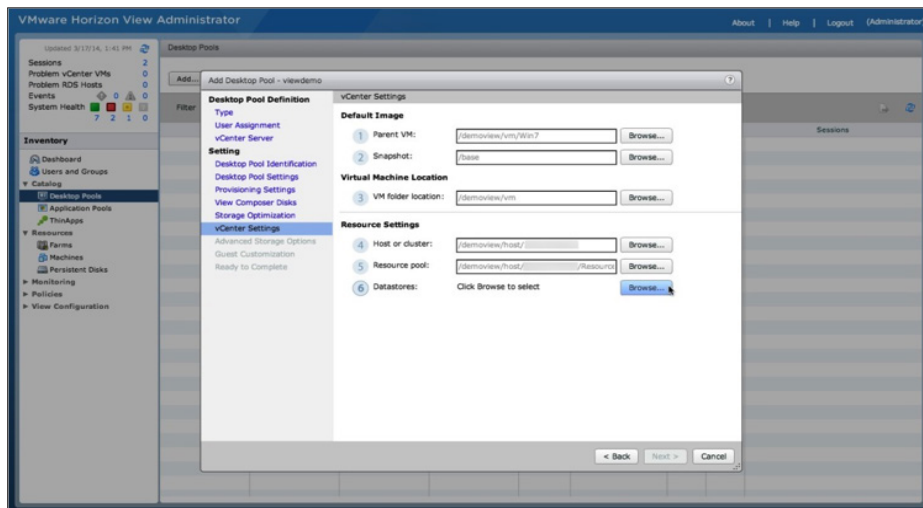 VMware Horizon View Administrator
About | Help | Logout (Administrator
Updated 3/17/14, 1:41 PM
Sessions 2
Problem vCenter VMs 0
Problem RDS Hosts 0
Events 0 0
System Health
7 2 1 0
Inventory
Dashboard
Users and Groups
Catalog
Desktop Pools
Application Pools
ThinApps
Resources
Farms
Machines
Persistent Disks
Monitoring
Policies
View Configuration
Desktop Pools
Add...
Filter
Sessions
Add Desktop Pool - viewdemo
?
Desktop Pool Definition
Type
User Assignment
vCenter Server
Setting
Desktop Pool Identification
Desktop Pool Settings
Provisioning Settings
View Composer Disks
Storage Optimization
vCenter Settings
Advanced Storage Options
Guest Customization
Ready to Complete
vCenter Settings
Default Image
1 Parent VM: /demoview/vm/Win7 Browse...
2 Snapshot: /base Browse...
Virtual Machine Location
3 VM folder location: /demoview/vm Browse...
Resource Settings
4 Host or cluster: /demoview/host/ Browse...
5 Resource pool: /demoview/host/ /Resource Browse...
6 Datastores: Click Browse to select Browse...
< Back Next > Cancel